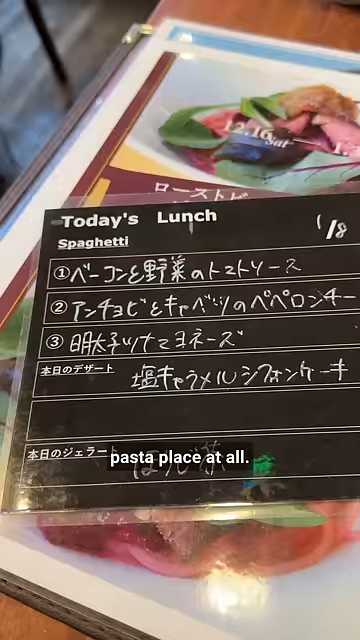 12.16 Sat
ローストビ
Today's Lunch
1/8
Spaghetti
①ベーコンと野菜のトマトソース
②アンチョビとキャベツのペペロンチー
③明太子ツナマヨネーズ
本日のデザート
塩キャラメルシフォンケーキ
本日のジェラート
pasta place at all.